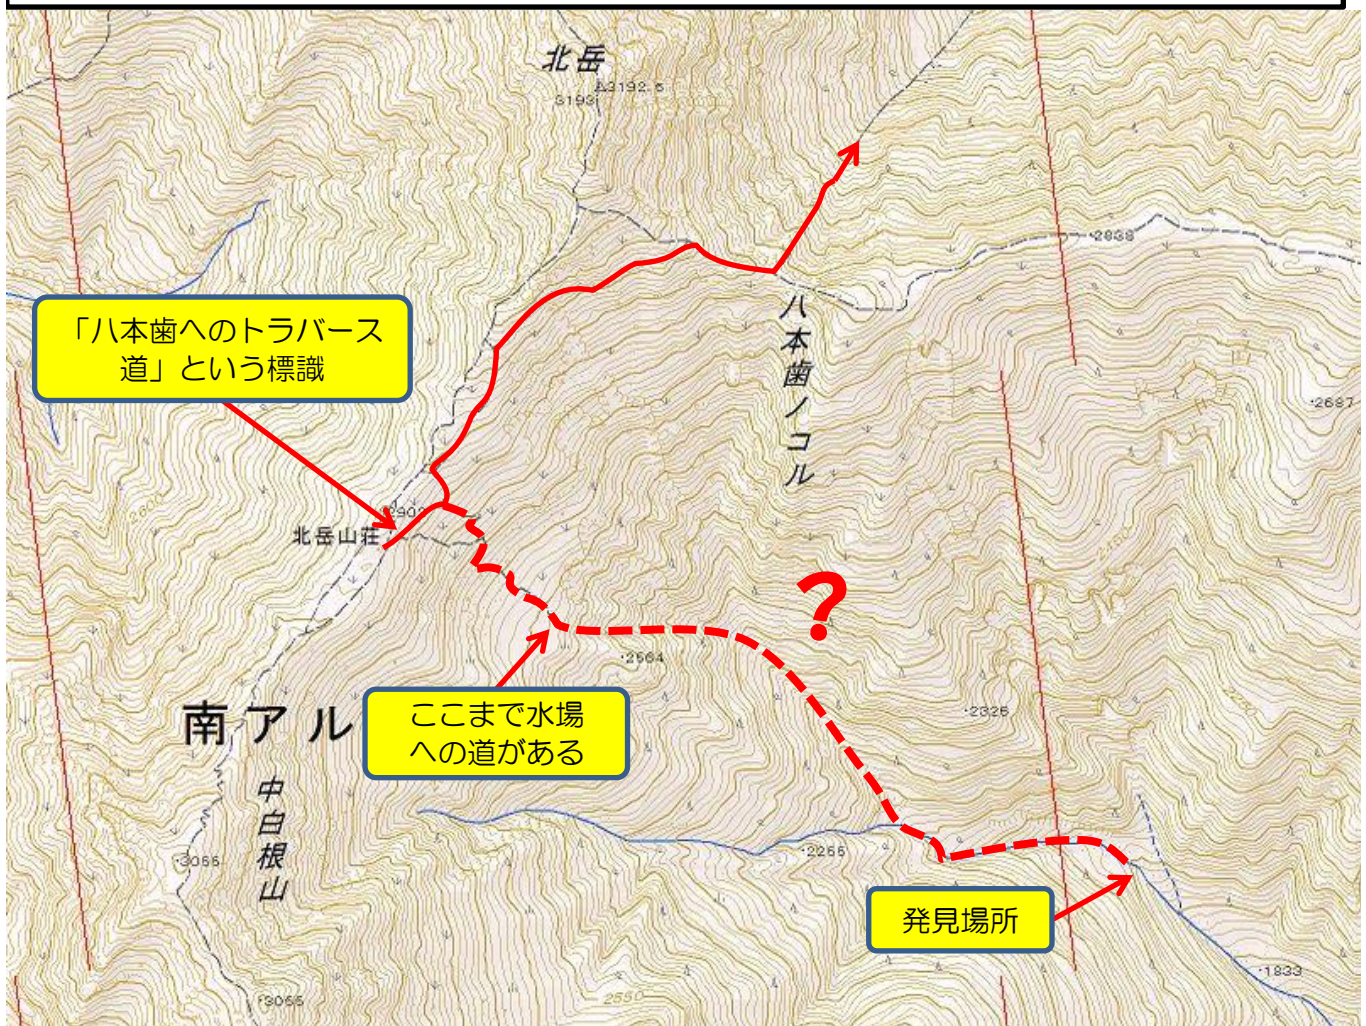 北岳
3192.5
3193
2838
八本歯ノコル
「八本歯へのトラバース
道」という標識
2687
2902
北岳山荘
?
2564
ここまで水場
への道がある
2326
南アル
中白根山
3055
2265
発見場所
1833
3055
2550